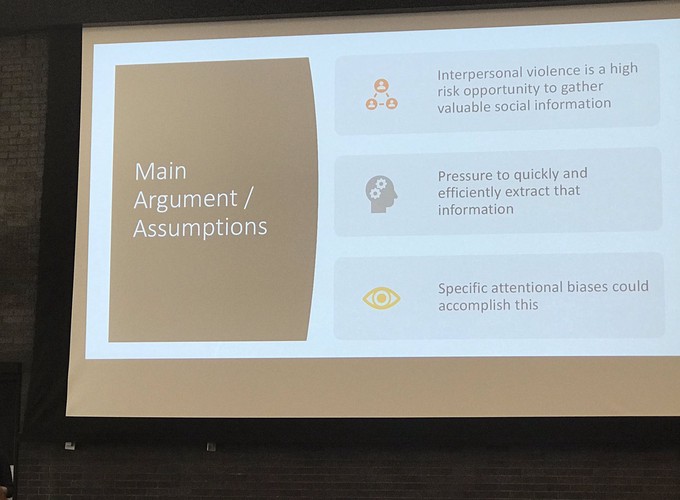 Main
Argument /
Assumptions
Interpersonal violence is a high
risk opportunity to gather
valuable social information
Pressure to quickly and
efficiently extract that
information
Specific attentional biases could
accomplish this